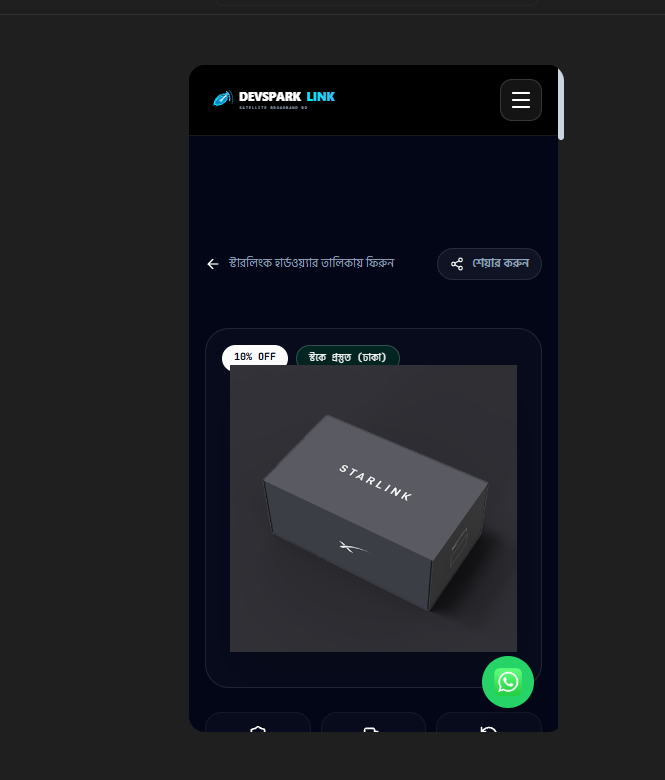 DEVSPARK LINK
SATELLITE BROADBAND BD
স্টারলিংক হার্ডওয়্যার তালিকায় ফিরুন
শেয়ার করুন
10% OFF
স্টকে প্রস্তুত (ঢাকা)
STARLINK